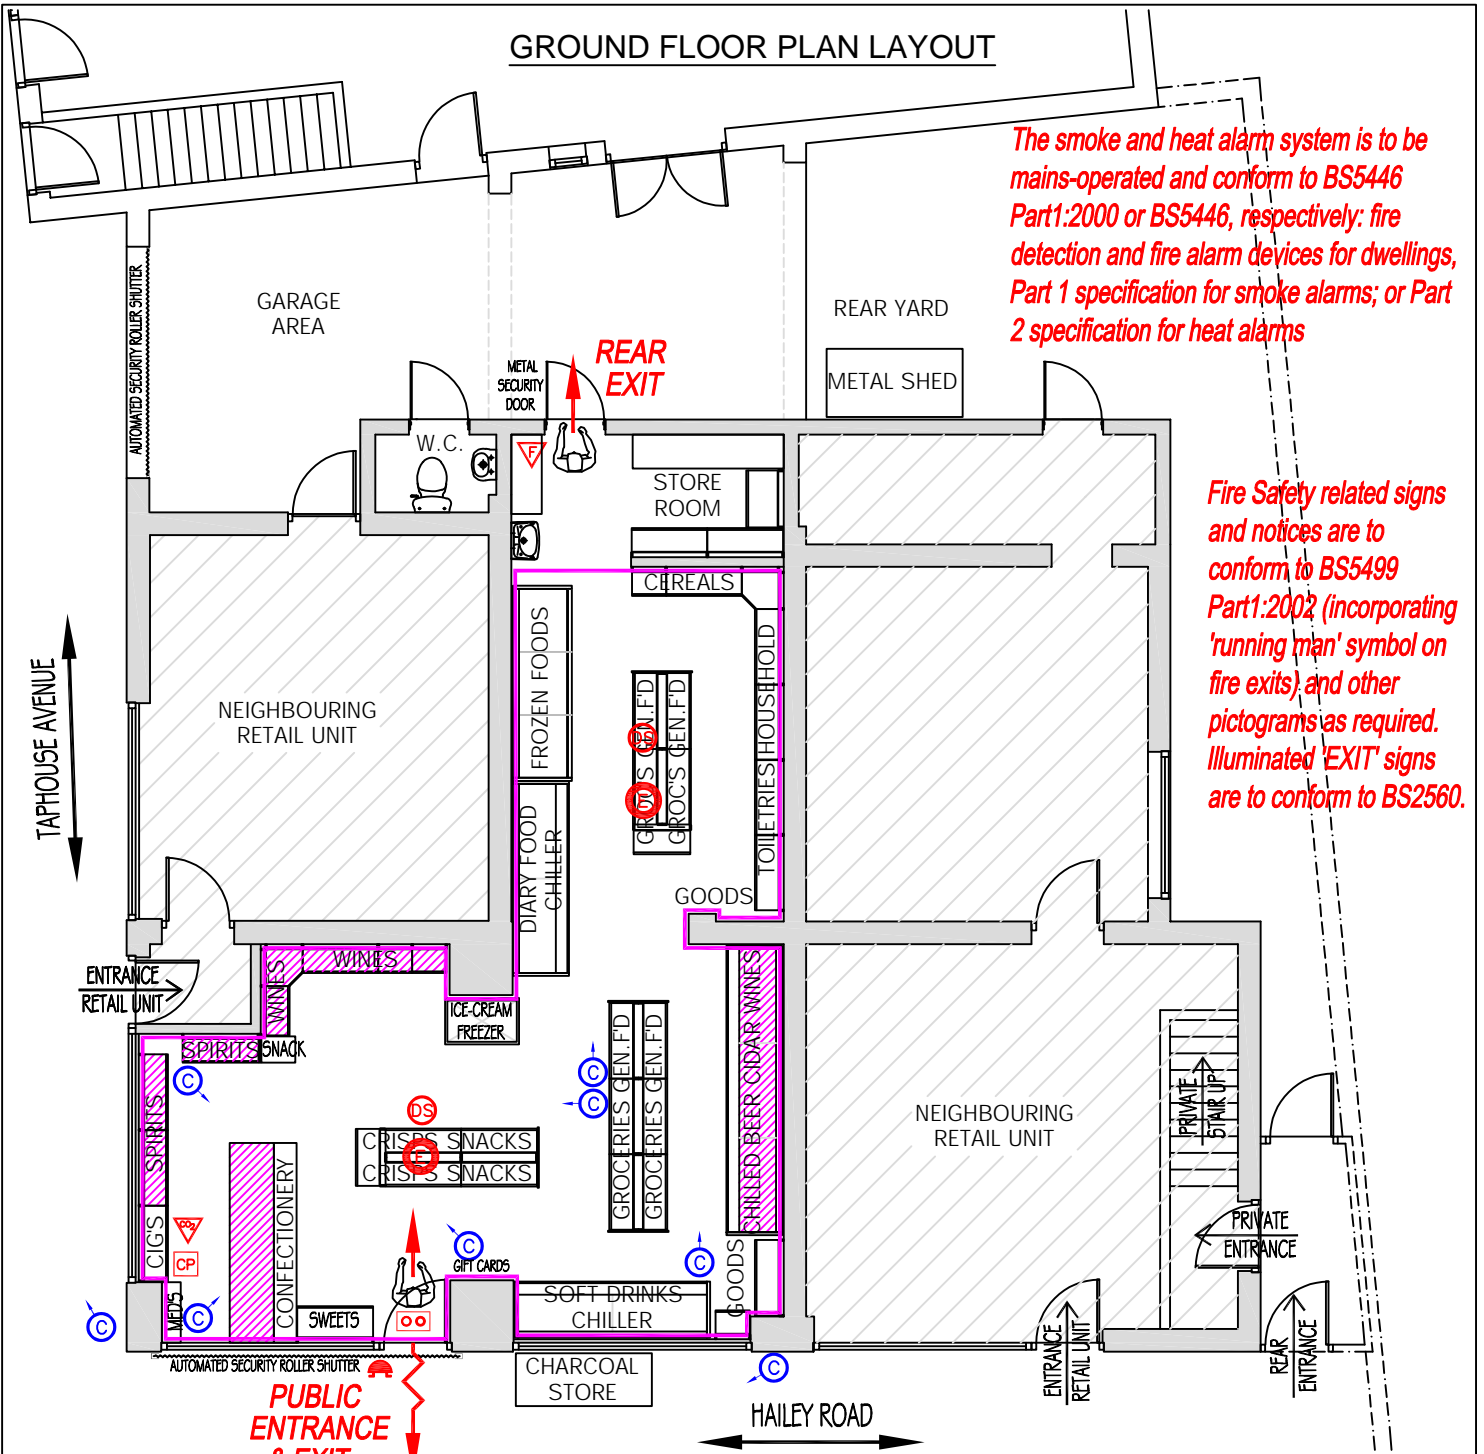 GROUND FLOOR PLAN LAYOUT
The smoke and heat alarm system is to be
mains-operated and conform to BS5446
Part1:2000 or BS5446, respectively: fire
detection and fire alarm devices for dwellings,
Part 1 specification for smoke alarms; or Part
2 specification for heat alarms
AUTOMATED SECURITY ROLLER SHUTTER
GARAGE
AREA
REAR YARD
METAL SHED
METAL
SECURITY
DOOR
REAR
EXIT
W.C.
F
STORE
ROOM
Fire Safety related signs
and notices are to
conform to BS5499
Part1:2002 (incorporating
'running man' symbol on
fire exits) and other
pictograms as required.
Illuminated 'EXIT' signs
are to conform to BS2560.
CEREALS
FROZEN FOODS
HOUSEHOLD
TOILETRIES
GROC'S GEN.F'D
GROC'S GEN.F'D
DS
TAPHOUSE AVENUE
NEIGHBOURING
RETAIL UNIT
DIARY FOOD
CHILLER
GOODS
ENTRANCE
RETAIL UNIT
WINES
WINES
ICE-CREAM
FREEZER
SPIRITS
SNACK
C
C
C
SPIRITS
DS
CRISPS SNACKS
F
CRISPS SNACKS
GROCERIES GEN.F'D
GROCERIES GEN.F'D
CHILLED BEER CIDAR WINES
NEIGHBOURING
RETAIL UNIT
PRIVATE
STAIR UP
CIG'S
CO2
CP
CONFECTIONERY
C
GIFT CARDS
C
GOODS
PRIVATE
ENTRANCE
MEDS
C
C
SWEETS
SOFT DRINKS
CHILLER
AUTOMATED SECURITY ROLLER SHUTTER
CHARCOAL
STORE
C
ENTRANCE
RETAIL UNIT
REAR
ENTRANCE
PUBLIC
ENTRANCE
& EXIT
HAILEY ROAD